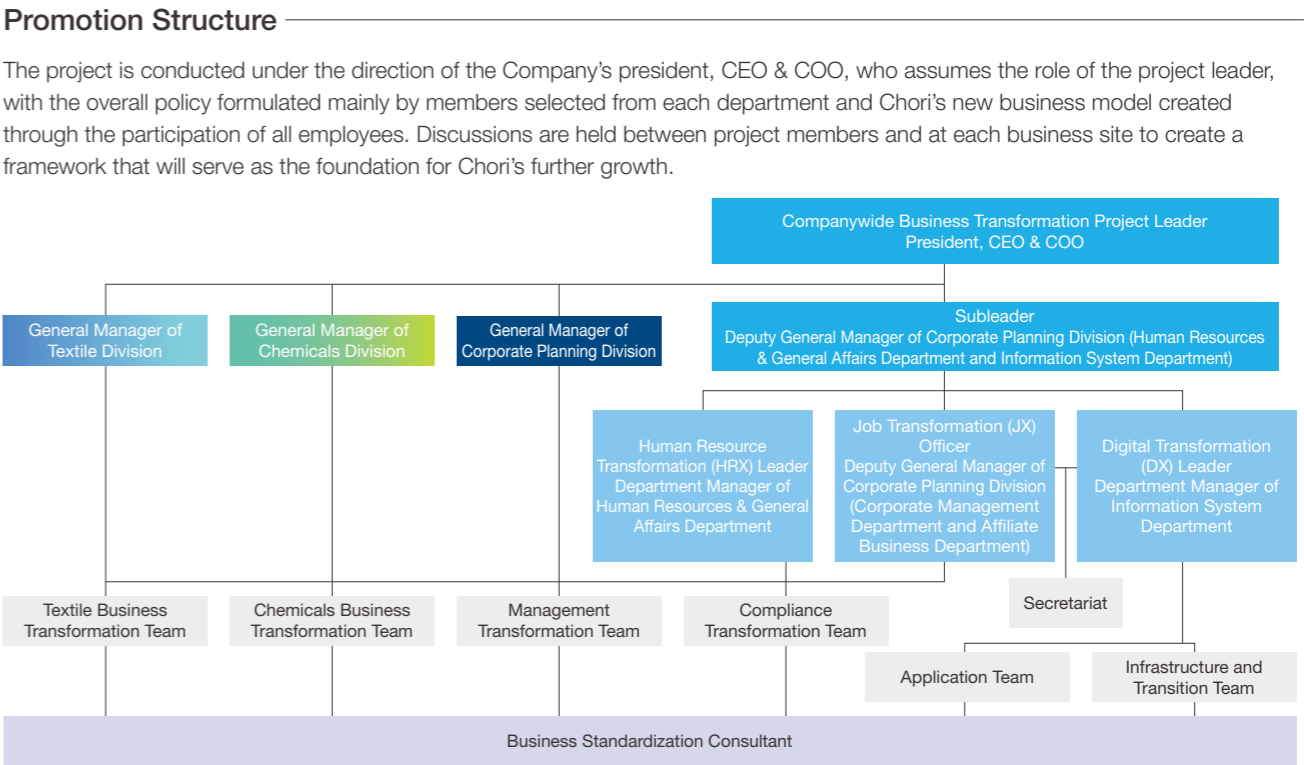 Promotion Structure
The project is conducted under the direction of the Company’s president, CEO & COO, who assumes the role of the project leader,
with the overall policy formulated mainly by members selected from each department and Chori’s new business model created
through the participation of all employees. Discussions are held between project members and at each business site to create a
framework that will serve as the foundation for Chori’s further growth.
Companywide Business Transformation Project Leader
President, CEO & COO
General Manager of
Textile Division
General Manager of
Chemicals Division
General Manager of
Corporate Planning Division
Subleader
Deputy General Manager of Corporate Planning Division (Human Resources
& General Affairs Department and Information System Department)
Human Resource
Transformation (HRX) Leader
Department Manager of
Human Resources & General
Affairs Department
Job Transformation (JX)
Officer
Deputy General Manager of
Corporate Planning Division
(Corporate Management
Department and Affiliate
Business Department)
Digital Transformation
(DX) Leader
Department Manager of
Information System
Department
Textile Business
Transformation Team
Chemicals Business
Transformation Team
Management
Transformation Team
Compliance
Transformation Team
Secretariat
Application Team
Infrastructure and
Transition Team
Business Standardization Consultant